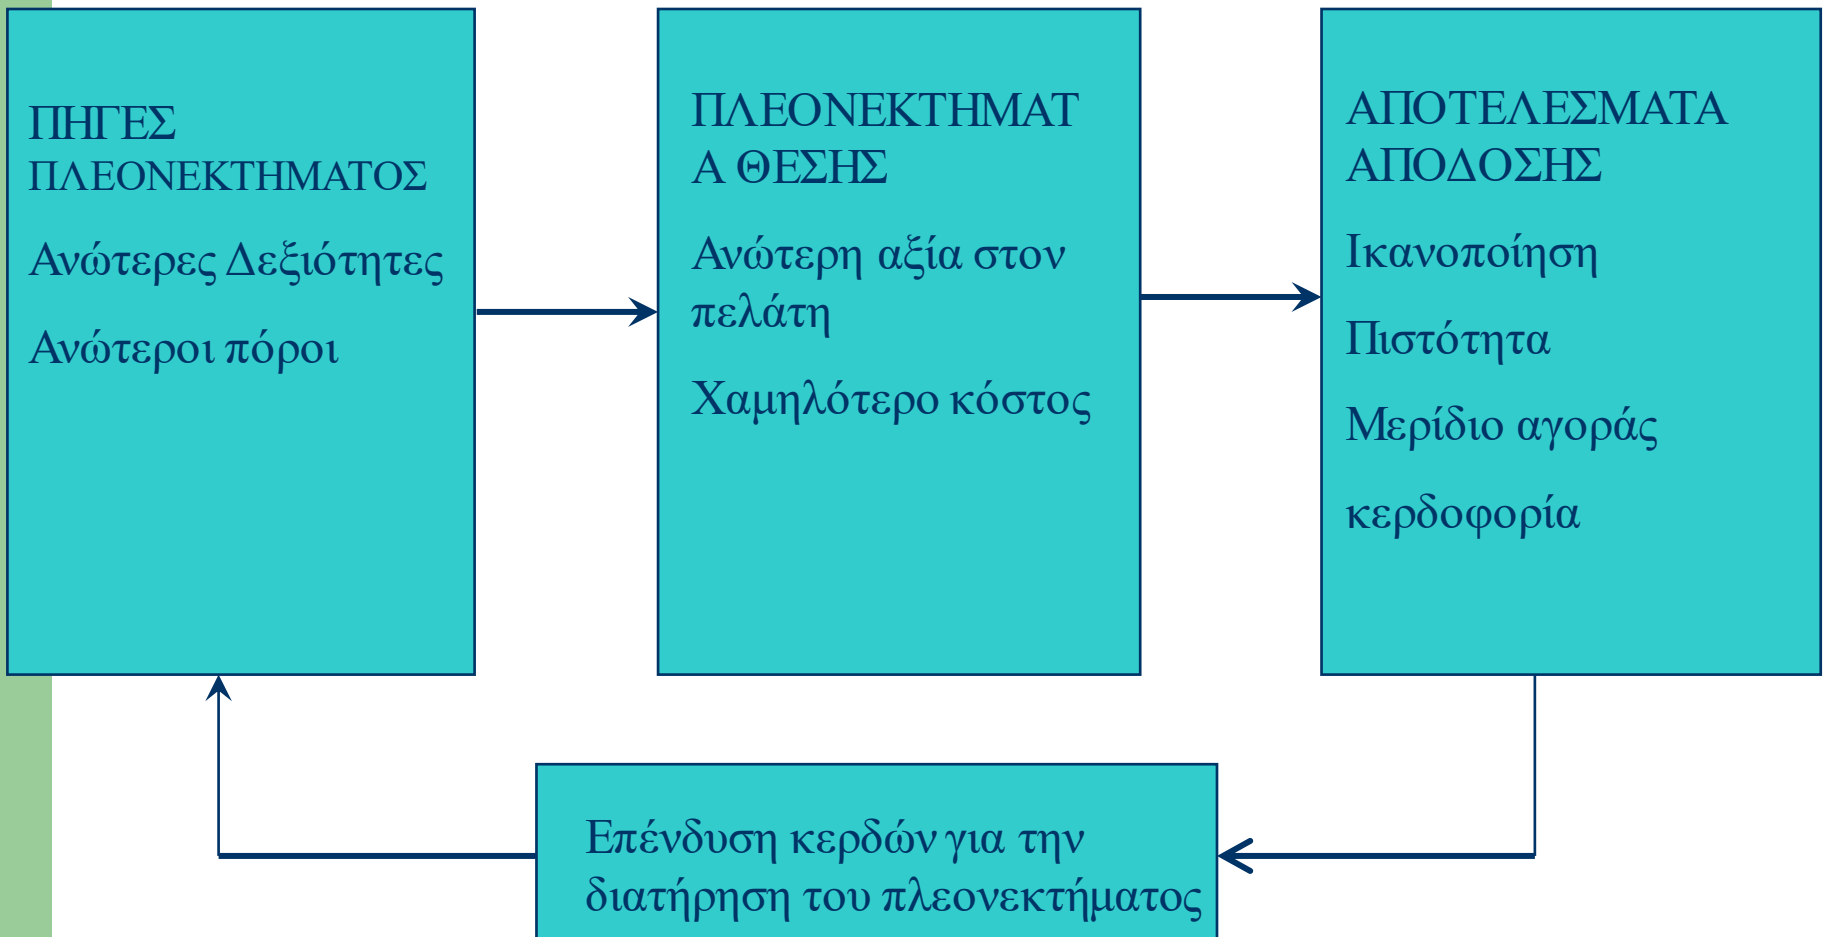 ΠΗΓΕΣ
ΠΛΕΟΝΕΚΤΗΜΑΤΟΣ
Ανώτερες Δεξιότητες
Ανώτεροι πόροι
ΠΛΕΟΝΕΚΤΗΜΑΤ
Α ΘΕΣΗΣ
Ανώτερη αξία στον
πελάτη
Χαμηλότερο κόστος
ΑΠΟΤΕΛΕΣΜΑΤΑ
ΑΠΟΔΟΣΗΣ
Ικανοποίηση
Πιστότητα
Μερίδιο αγοράς
κερδοφορία
Επένδυση κερδών για την
διατήρηση του πλεονεκτήματος